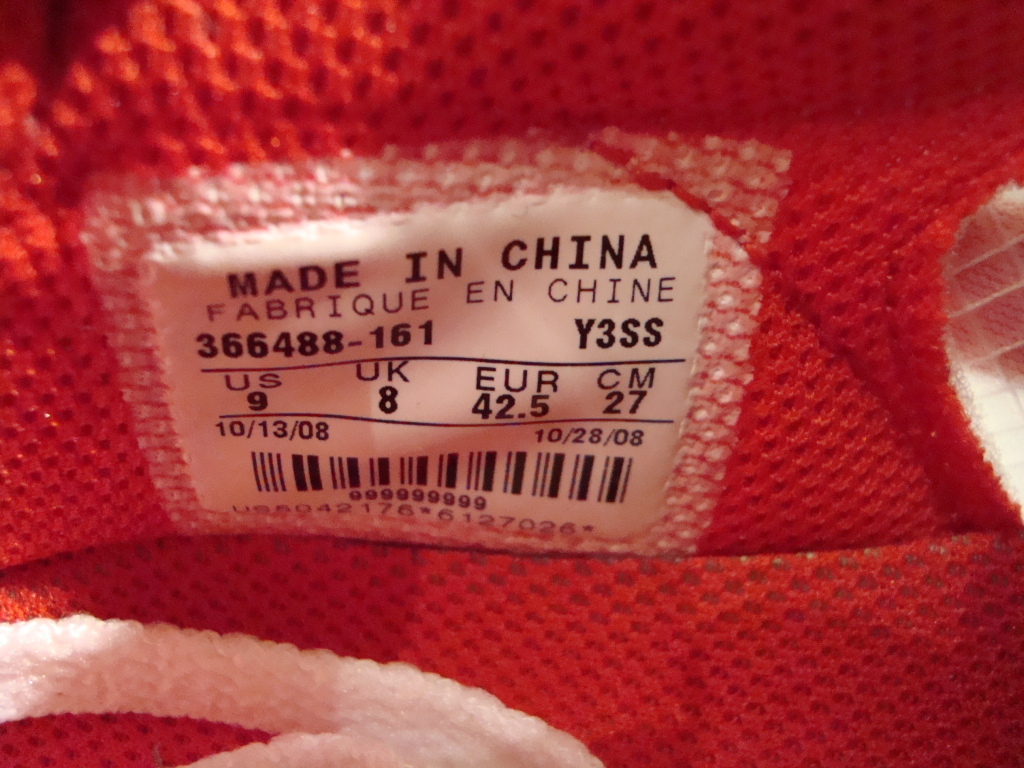 MADE IN CHINA
FABRIQUE EN CHINE
366488-161 Y3SS
US UK EUR CM
9 8 42.5 27
10/13/08 10/28/08
999999999
US5042176*6127026*